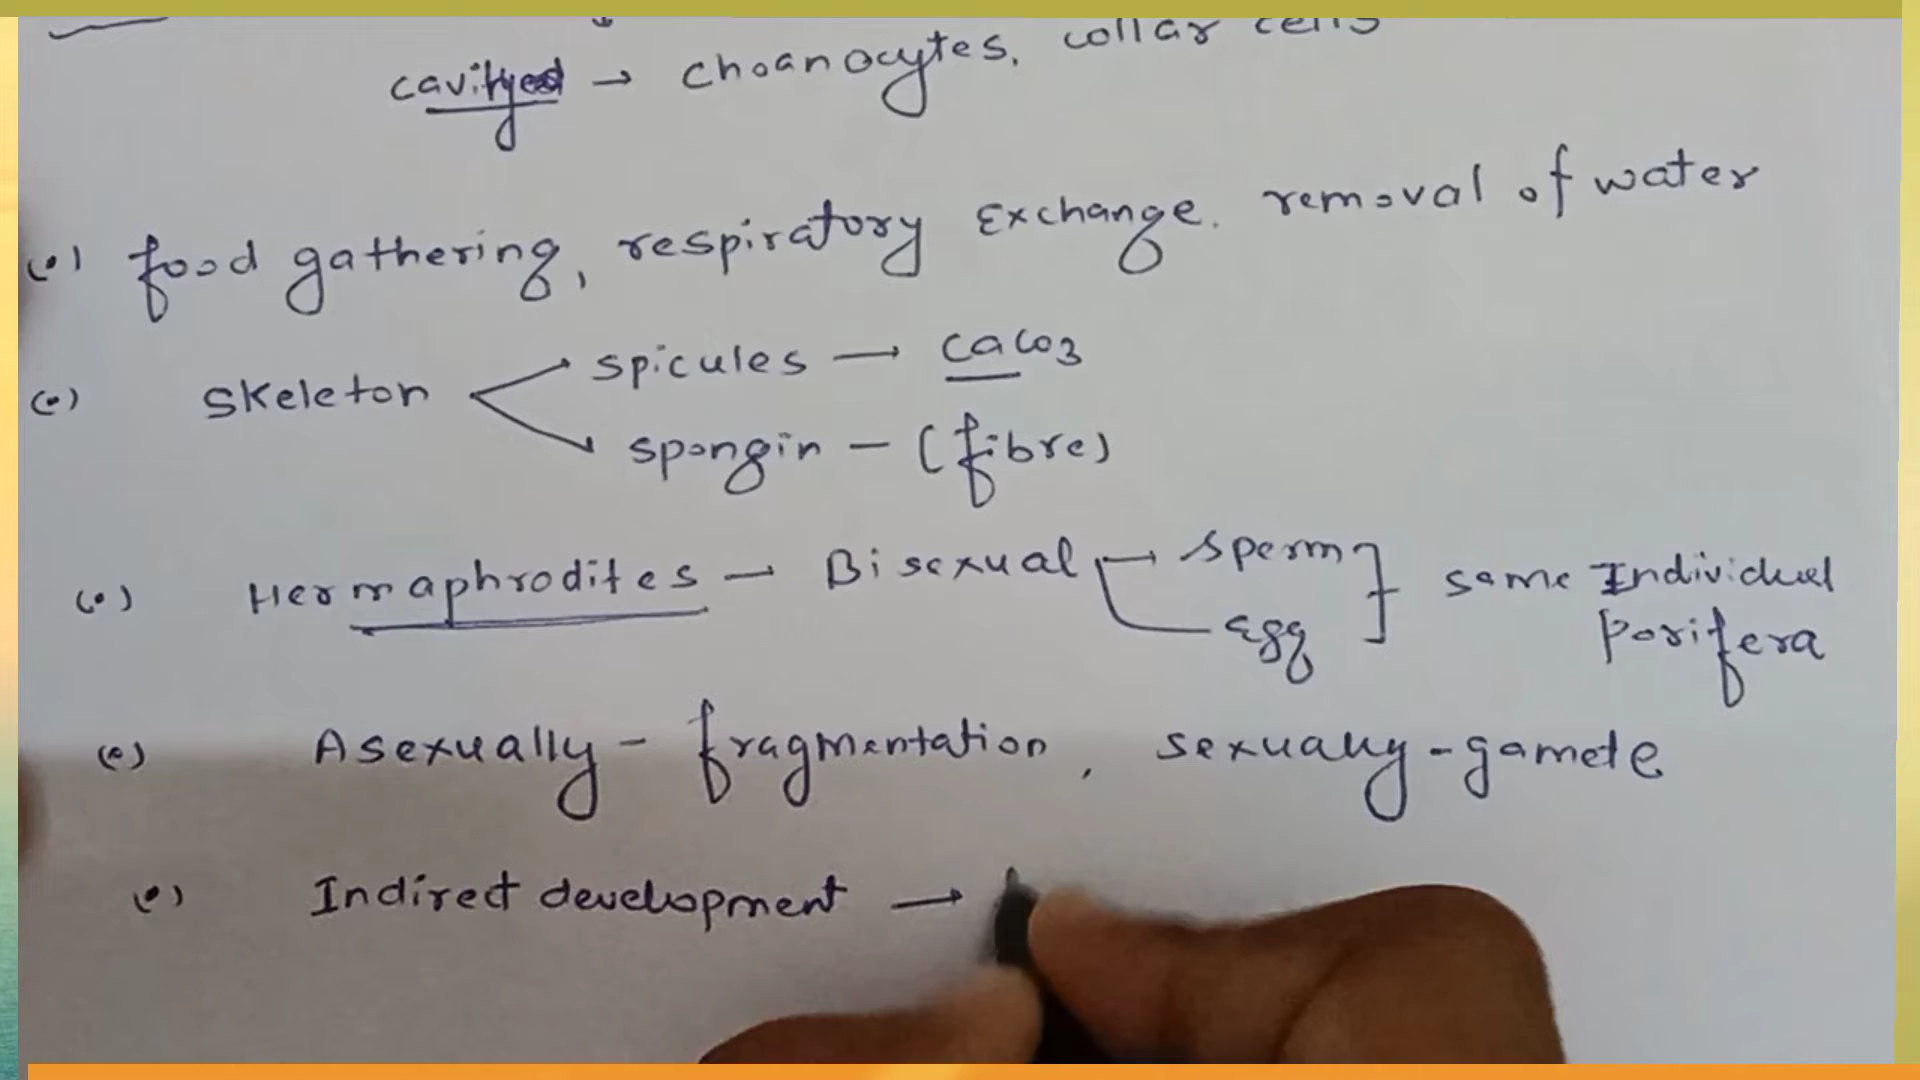 cavityed → choanocytes, collar cells
(•) food gathering, respiratory Exchange. removal of water
(•) Skeleton spicules → CaCO3
spongin - (fibre)
(•) Hermaphrodites → Bisexual → sperm
egg
same Individual
Porifera
(•) Asexually - fragmentation, sexually - gamete
(•) Indirect development →